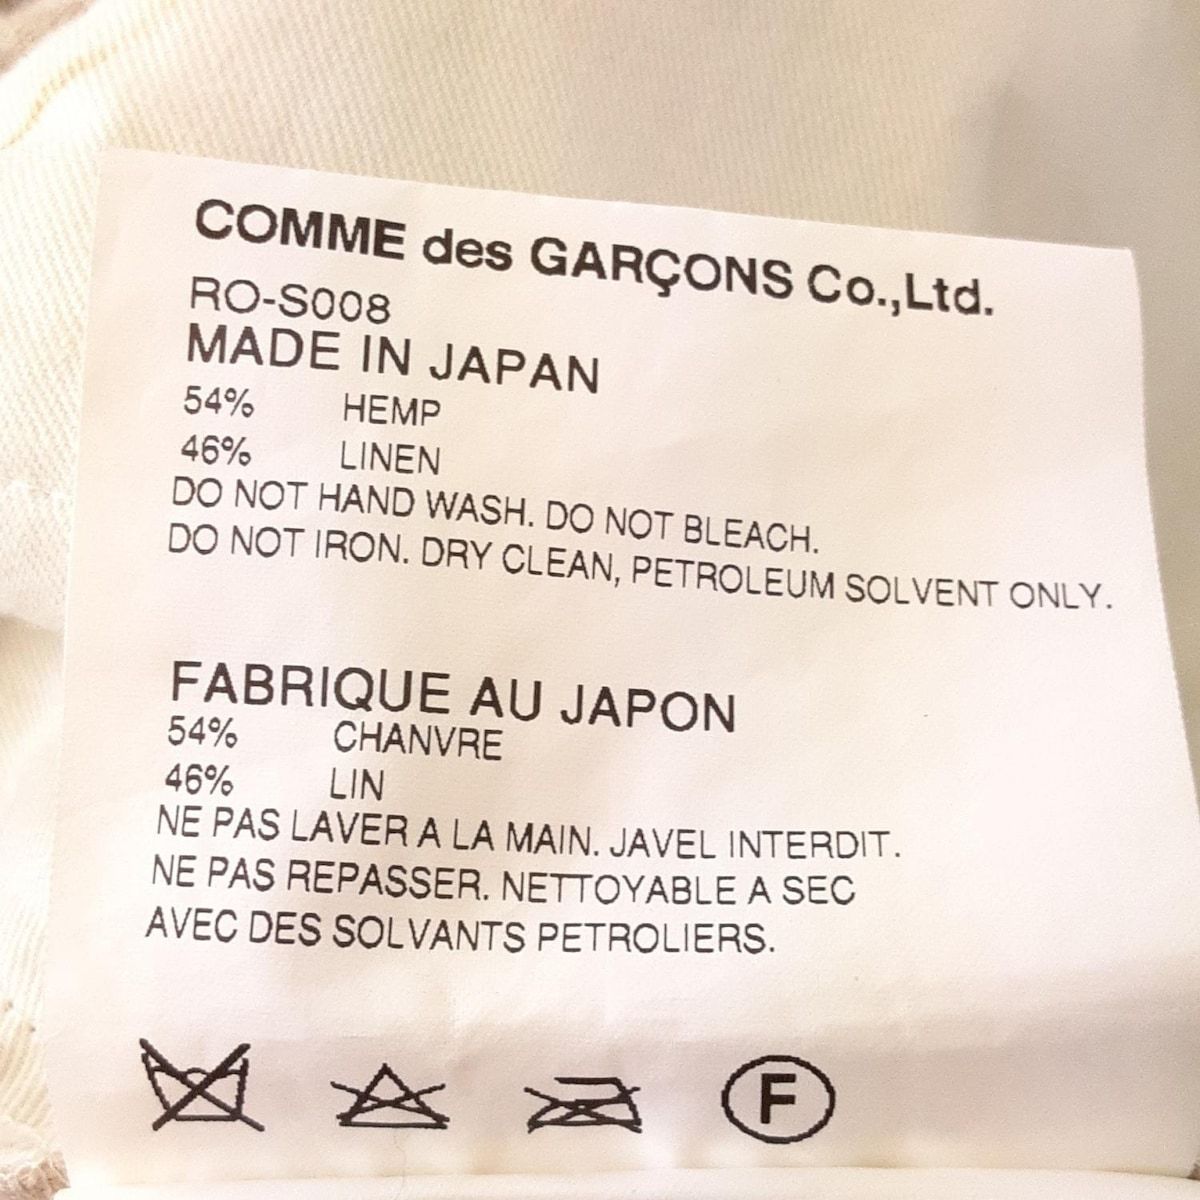 COMME des GARÇONS Co.,Ltd.
RO-S008
MADE IN JAPAN
54% HEMP
46% LINEN
DO NOT HAND WASH. DO NOT BLEACH.
DO NOT IRON. DRY CLEAN, PETROLEUM SOLVENT ONLY.
FABRIQUE AU JAPON
54% CHANVRE
46% LIN
NE PAS LAVER A LA MAIN. JAVEL INTERDIT.
NE PAS REPASSER. NETTOYABLE A SEC
AVEC DES SOLVANTS PETROLIERS.
F